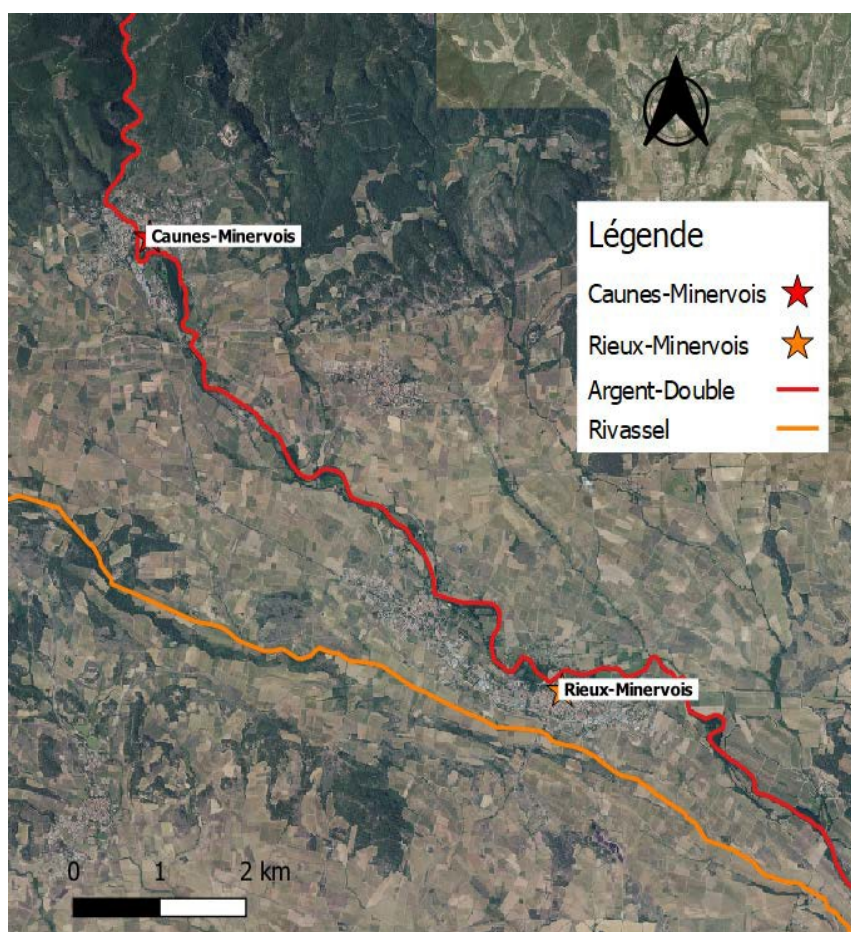 Caunes-Minervois
Légende
Caunes-Minervois
Rieux-Minervois
Argent-Double
Rivassel
Rieux-Minervois
0 1 2 km